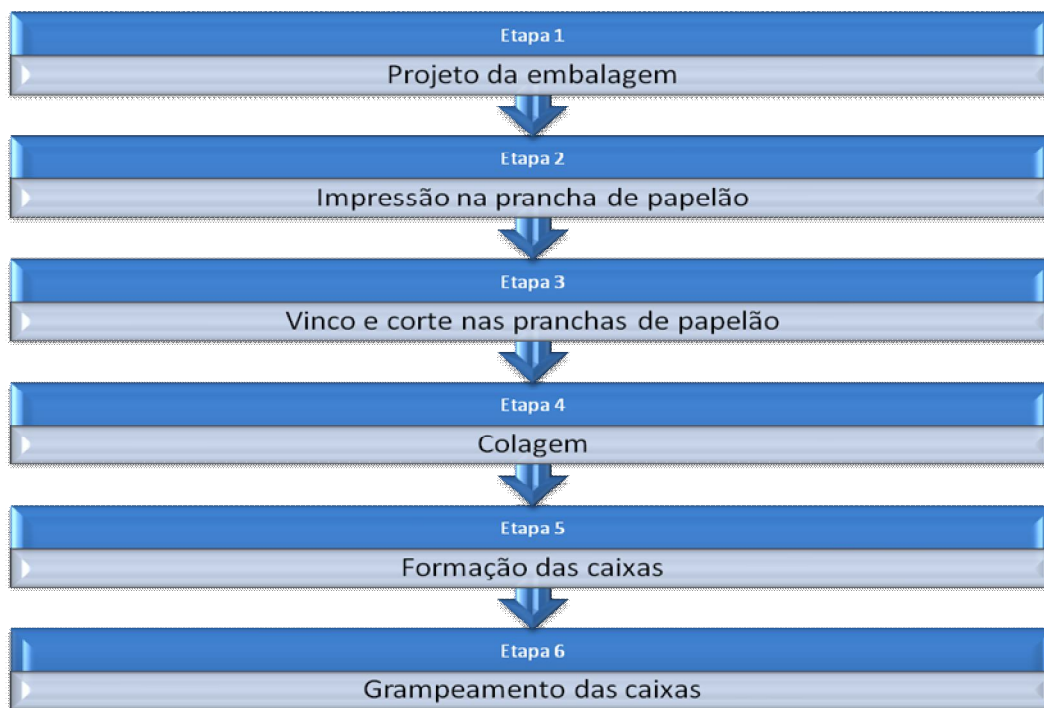 Etapa 1
Projeto da embalagem
Etapa 2
Impressão na prancha de papelão
Etapa 3
Vinco e corte nas pranchas de papelão
Etapa 4
Colagem
Etapa 5
Formação das caixas
Etapa 6
Grampeamento das caixas